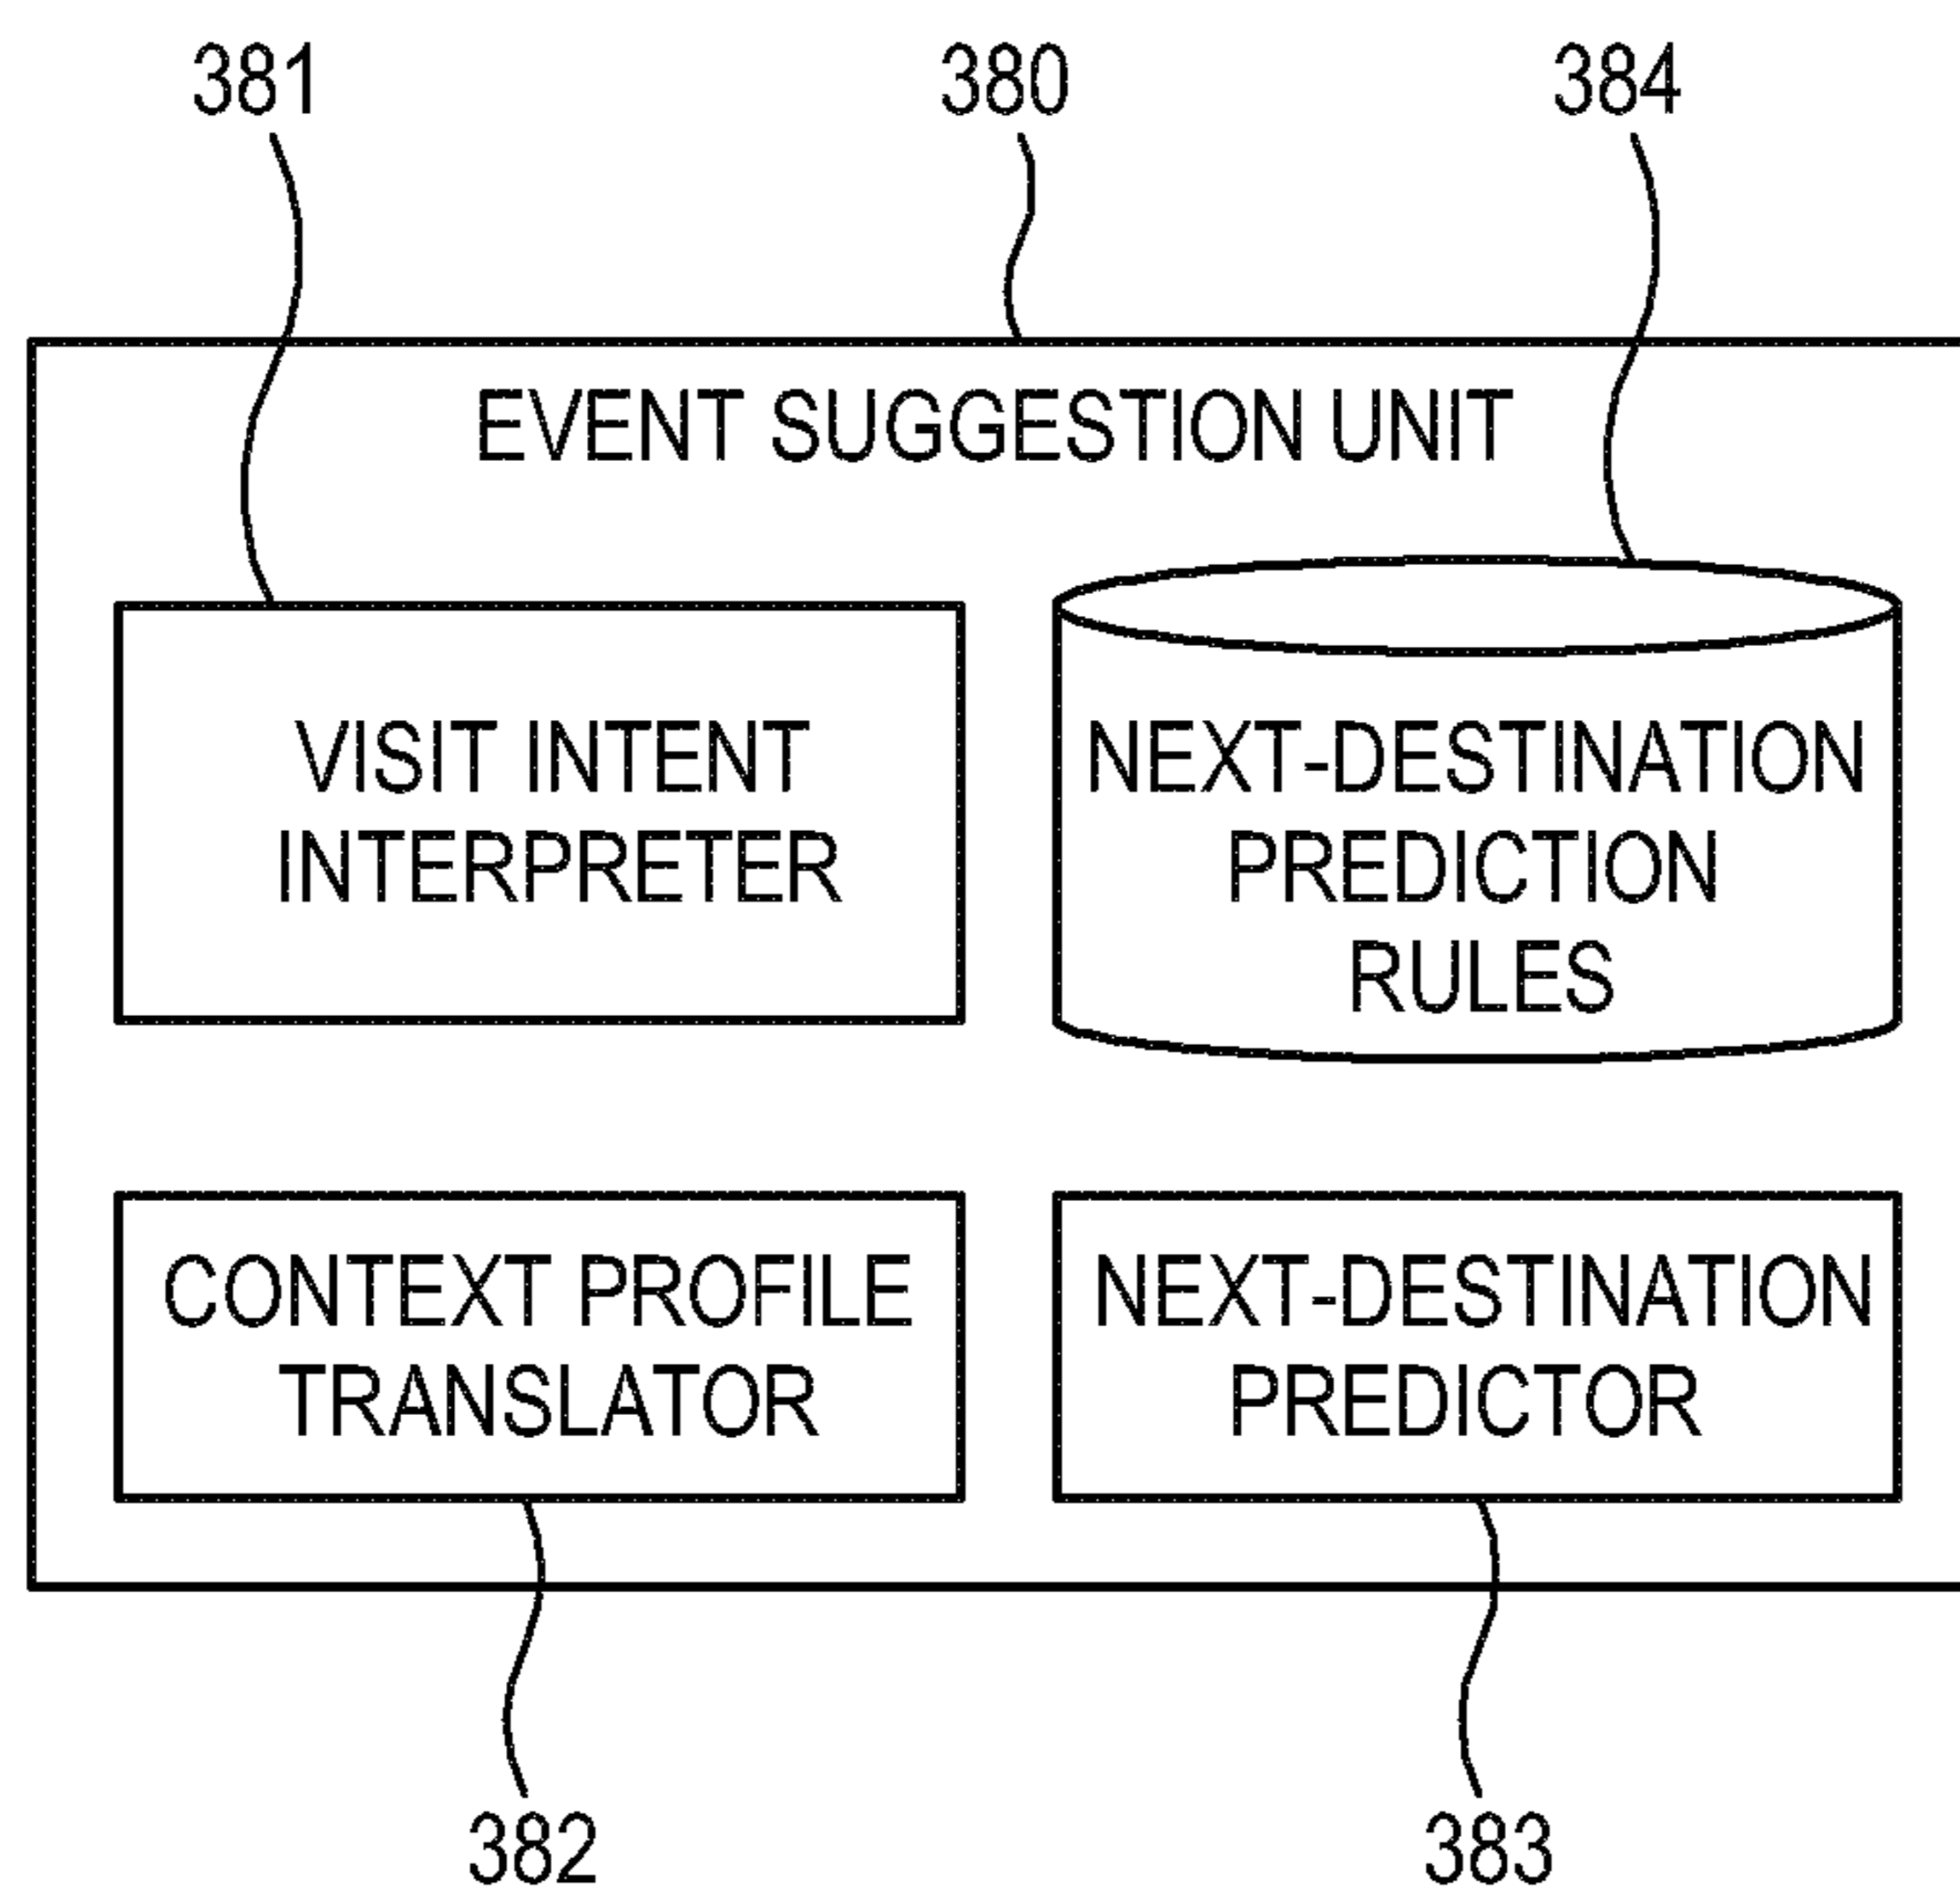 381
380
384
EVENT SUGGESTION UNIT
VISIT INTENT
INTERPRETER
NEXT-DESTINATION
PREDICTION
RULES
CONTEXT PROFILE
TRANSLATOR
NEXT-DESTINATION
PREDICTOR
382
383